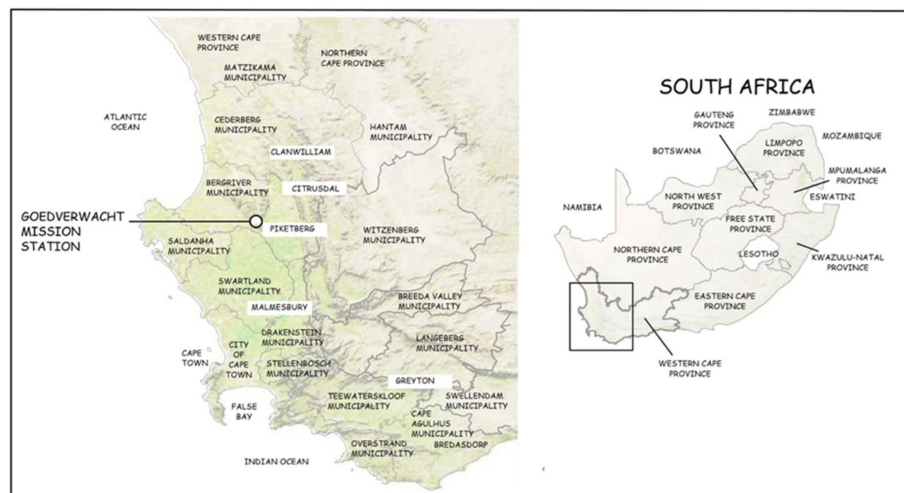 WESTERN CAPE
PROVINCE
NORTHERN
CAPE PROVINCE
MATZIKAMA
MUNICIPALITY
ATLANTIC
OCEAN
CEDERBERG
MUNICIPALITY
HANTAM
MUNICIPALITY
CLANWILLIAM
BERGRIVER
MUNICIPALITY
CITRUSDAL
GOEDVERWACHT
MISSION
STATION
PIKETBERG
WITZENBERG
MUNICIPALITY
SALDANHA
MUNICIPALITY
SWARTLAND
MUNICIPALITY
MALMESBURY
BREEDA VALLEY
MUNICIPALITY
DRAKENSTEIN
MUNICIPALITY
LANGEBERG
MUNICIPALITY
CAPE
TOWN
CITY
OF
CAPE
TOWN
STELLENBOSCH
MUNICIPALITY
GREYTON
TEEWATERSKLOOF
MUNICIPALITY
SWELLENDAM
MUNICIPALITY
FALSE
BAY
CAPE
AGULHUS
MUNICIPALITY
BREDASDORP
OVERSTRAND
MUNICIPALITY
INDIAN OCEAN
SOUTH AFRICA
GAUTENG
PROVINCE
ZIMBABWE
MOZAMBIQUE
BOTSWANA
LIMPOPO
PROVINCE
MPUMALANGA
PROVINCE
NORTH WEST
PROVINCE
ESWATINI
NAMIBIA
FREE STATE
PROVINCE
NORTHERN CAPE
PROVINCE
LESOTHO
KWAZULU-NATAL
PROVINCE
EASTERN CAPE
PROVINCE
WESTERN CAPE
PROVINCE